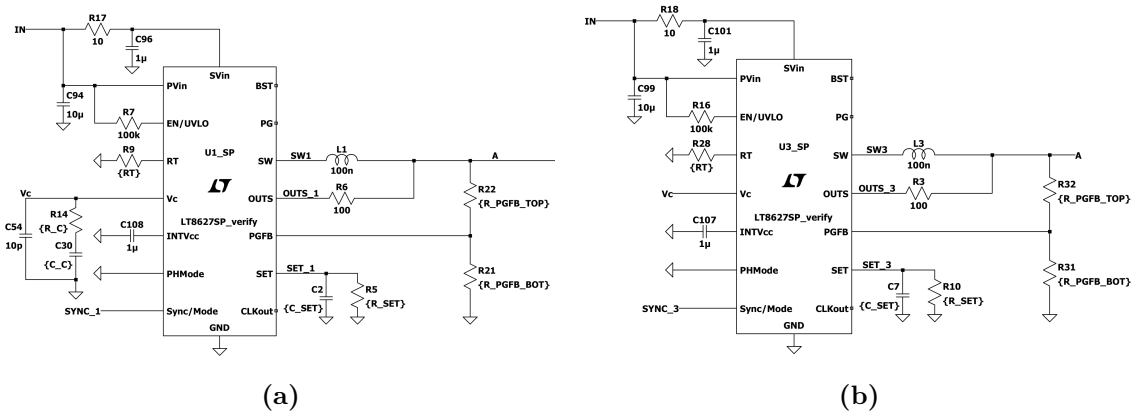 IN
R17
10
C96
1µ
SVin
PVin
BST
C94
10µ
R7
100k
EN/UVLO
PG
R9
{RT}
RT
U1_SP
SW
SW1
L1
100n
A
OUTS
OUTS_1
R6
100
R22
{R_PGFB_TOP}
Vc
Vc
C54
10p
R14
{R_C}
C30
{C_C}
LT8627SP_verify
C108
1µ
INTVcc
PGFB
PHMode
SET
SET_1
C2
{C_SET}
R5
{R_SET}
R21
{R_PGFB_BOT}
SYNC_1
Sync/Mode
CLKout
GND
(a)
IN
R18
10
C101
1µ
SVin
PVin
BST
C99
10µ
R16
100k
EN/UVLO
PG
R28
{RT}
RT
U3_SP
SW
SW3
L3
100n
A
OUTS
OUTS_3
R3
100
R32
{R_PGFB_TOP}
Vc
Vc
LT8627SP_verify
C107
1µ
INTVcc
PGFB
PHMode
SET
SET_3
C7
{C_SET}
R10
{R_SET}
R31
{R_PGFB_BOT}
SYNC_3
Sync/Mode
CLKout
GND
(b)